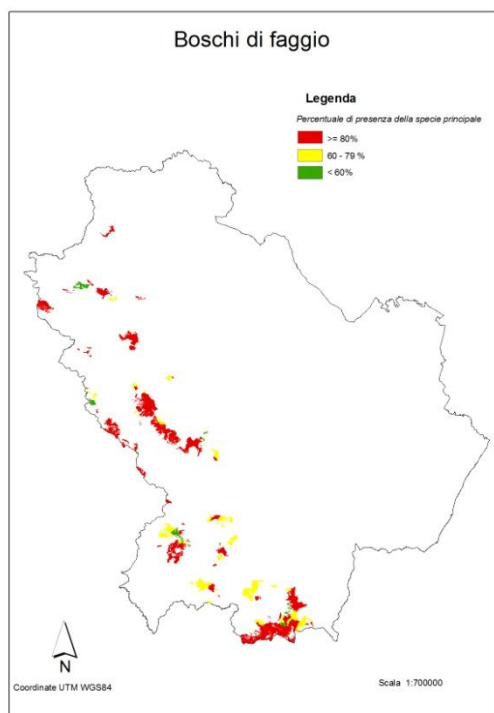 Boschi di faggio
Legenda
Percentuale di presenza della specie principale
>= 80%
60 - 79 %
< 60%
N
Coordinate UTM WGS84
Scala 1:700000